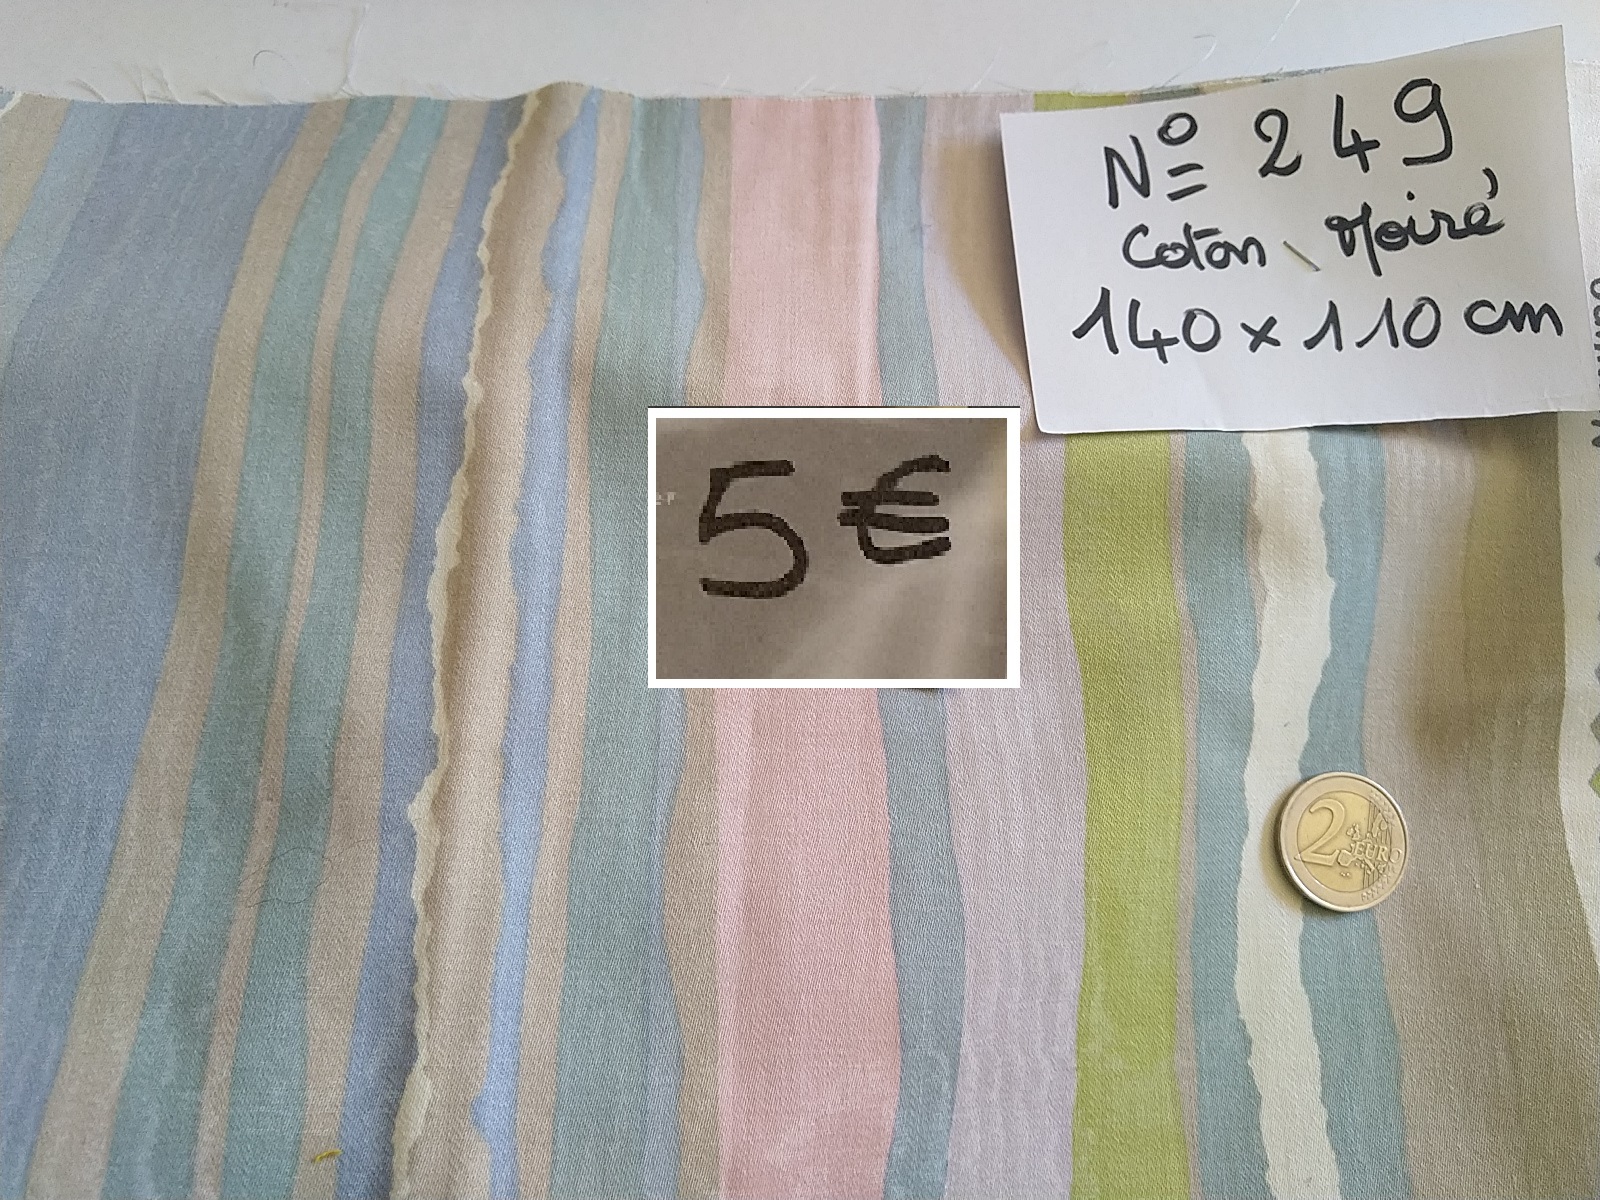 N° 249
Coton Moiré
140 x 110 cm
5 €
2 EURO